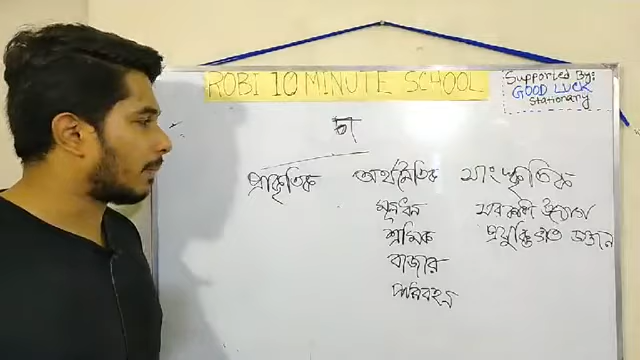 ROBI 10 MINUTE SCHOOL
Supported By:
GOOD LUCK
Stationary
চা
প্রাকৃতিক অর্থনৈতিক সাংস্কৃতিক
মূলধন সরকারি উদ্যোগ
শ্রমিক প্রযুক্তিগত জ্ঞান
বাজার
পরিবহন